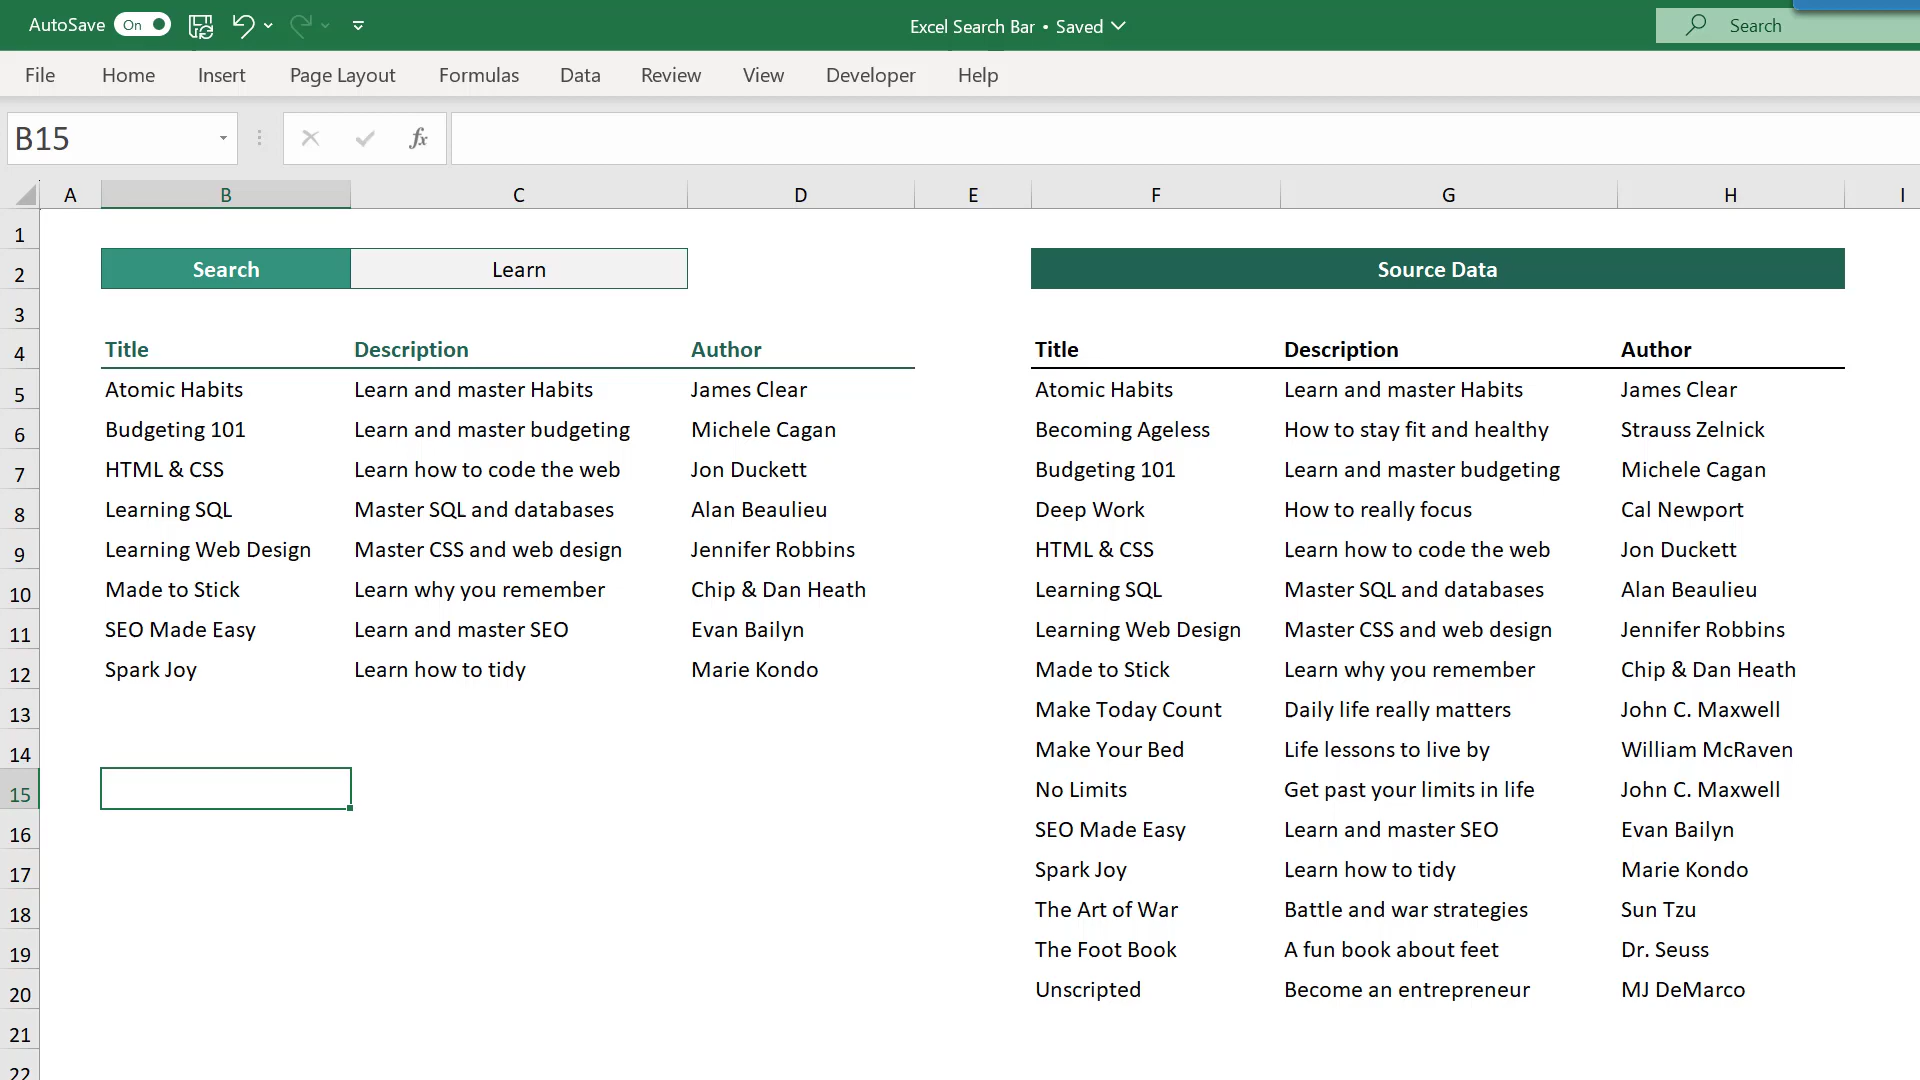 AutoSave On Excel Search Bar • Saved Search
File Home Insert Page Layout Formulas Data Review View Developer Help
B15 fx
A B C D E F G H I
1
2 Search Learn Source Data
3
4 Title Description Author Title Description Author
5 Atomic Habits Learn and master Habits James Clear Atomic Habits Learn and master Habits James Clear
6 Budgeting 101 Learn and master budgeting Michele Cagan Becoming Ageless How to stay fit and healthy Strauss Zelnick
7 HTML & CSS Learn how to code the web Jon Duckett Budgeting 101 Learn and master budgeting Michele Cagan
8 Learning SQL Master SQL and databases Alan Beaulieu Deep Work How to really focus Cal Newport
9 Learning Web Design Master CSS and web design Jennifer Robbins HTML & CSS Learn how to code the web Jon Duckett
10 Made to Stick Learn why you remember Chip & Dan Heath Learning SQL Master SQL and databases Alan Beaulieu
11 SEO Made Easy Learn and master SEO Evan Bailyn Learning Web Design Master CSS and web design Jennifer Robbins
12 Spark Joy Learn how to tidy Marie Kondo Made to Stick Learn why you remember Chip & Dan Heath
13 Make Today Count Daily life really matters John C. Maxwell
14 Make Your Bed Life lessons to live by William McRaven
15 No Limits Get past your limits in life John C. Maxwell
16 SEO Made Easy Learn and master SEO Evan Bailyn
17 Spark Joy Learn how to tidy Marie Kondo
18 The Art of War Battle and war strategies Sun Tzu
19 The Foot Book A fun book about feet Dr. Seuss
20 Unscripted Become an entrepreneur MJ DeMarco
21
22